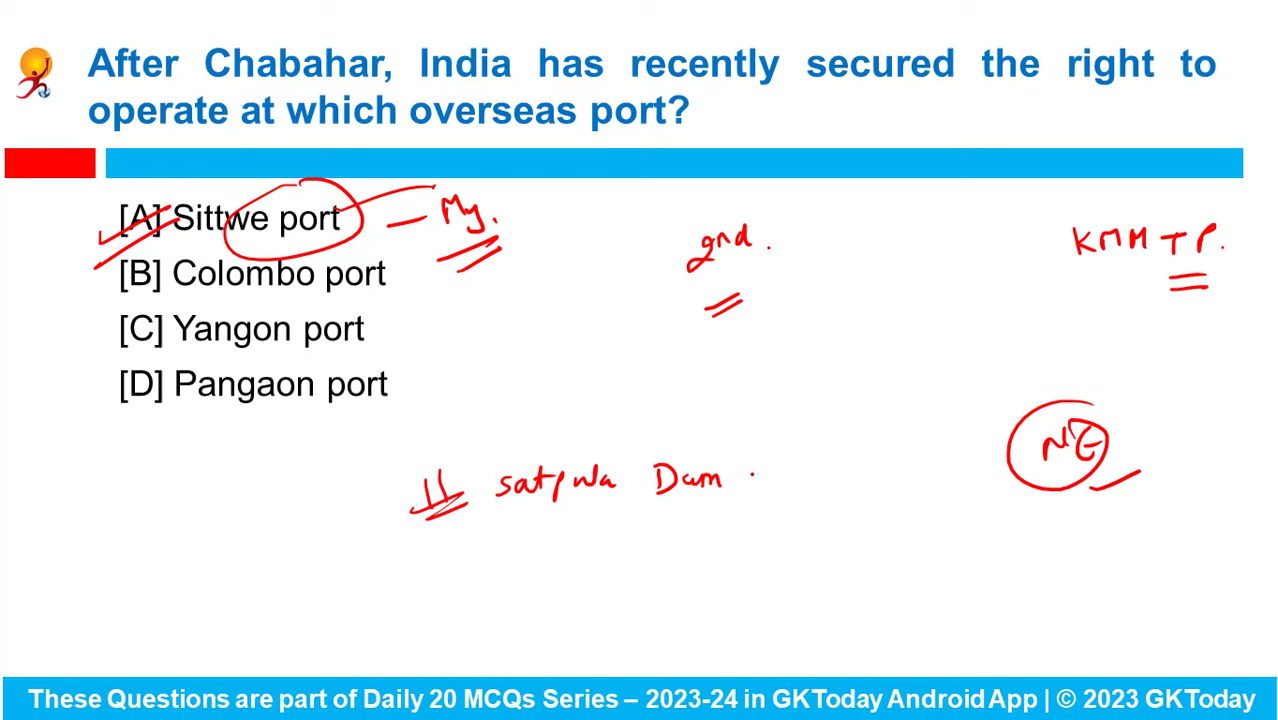 After Chabahar, India has recently secured the right to
operate at which overseas port?
[A] Sittwe port
My.
[B] Colombo port
2nd.
KMMTP.
[C] Yangon port
[D] Pangaon port
NE
satpula Dam
These Questions are part of Daily 20 MCQs Series – 2023-24 in GKToday Android App | © 2023 GKToday